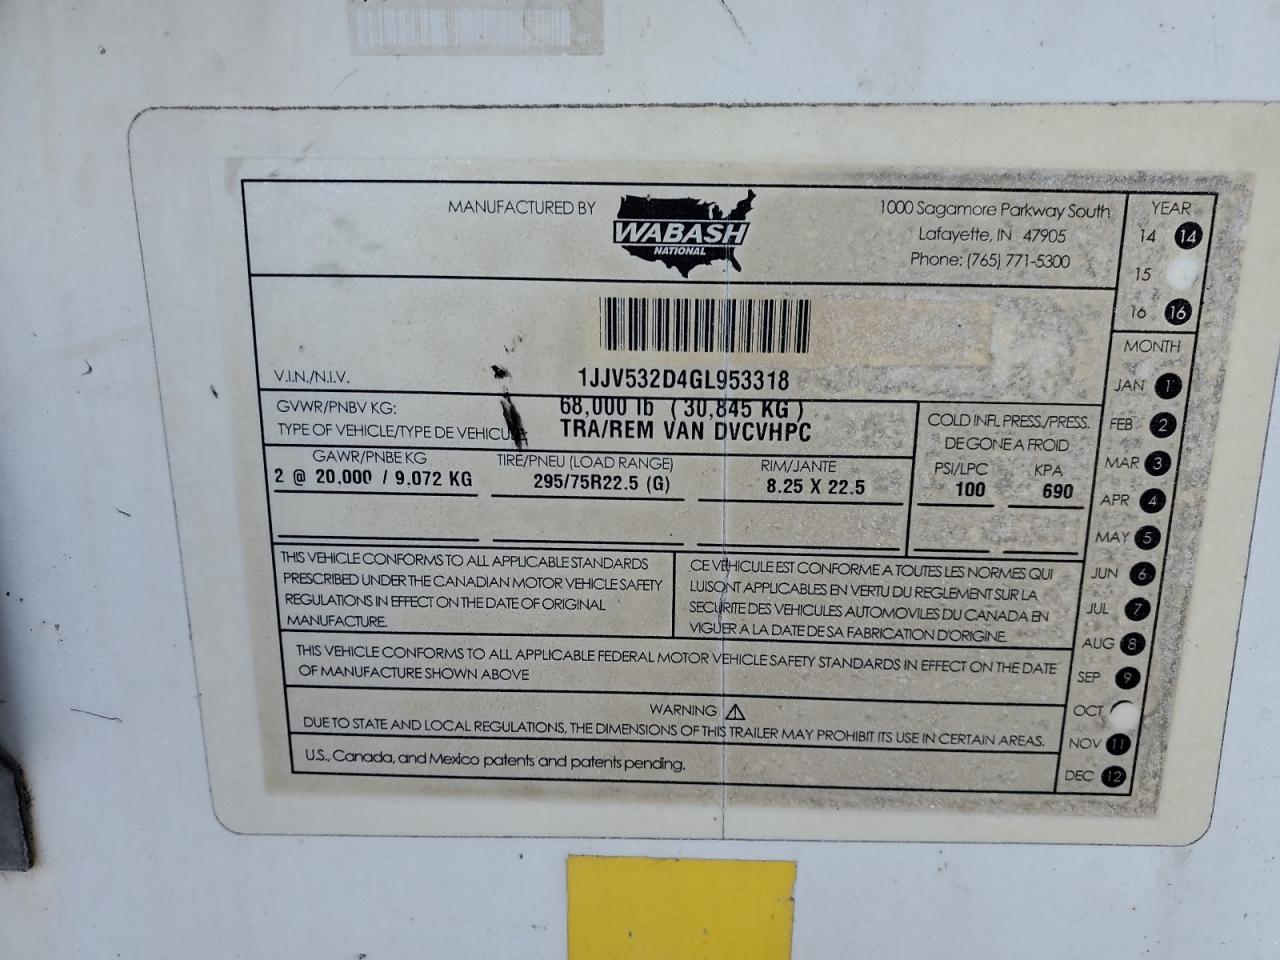 MANUFACTURED BY
WABASH
NATIONAL
1000 Sagamore Parkway South
Lafayette, IN 47905
Phone: (765) 771-5300
V.I.N./N.I.V.
1JJV532D4GL953318
GVWR/PNBV KG:
68,000 lb (30,845 KG)
TYPE OF VEHICLE/TYPE DE VEHICULE
TRA/REM VAN DVCVHPC
GAWR/PNBE KG
2 @ 20,000 / 9,072 KG
TIRE/PNEU (LOAD RANGE)
295/75R22.5 (G)
RIM/JANTE
8.25 X 22.5
COLD INFL PRESS./PRESS.
DE GONE A FROID
PSI/LPC KPA
100 690
THIS VEHICLE CONFORMS TO ALL APPLICABLE STANDARDS
PRESCRIBED UNDER THE CANADIAN MOTOR VEHICLE SAFETY
REGULATIONS IN EFFECT ON THE DATE OF ORIGINAL
MANUFACTURE.
CE VEHICULE EST CONFORME A TOUTES LES NORMES QUI
LUISONT APPLICABLES EN VERTU DU REGLEMENT SUR LA
SECURITE DES VEHICULES AUTOMOVILES DU CANADA EN
VIGUER A LA DATE DE SA FABRICATION D'ORIGINE.
THIS VEHICLE CONFORMS TO ALL APPLICABLE FEDERAL MOTOR VEHICLE SAFETY STANDARDS IN EFFECT ON THE DATE
OF MANUFACTURE SHOWN ABOVE
WARNING
DUE TO STATE AND LOCAL REGULATIONS, THE DIMENSIONS OF THIS TRAILER MAY PROHIBIT ITS USE IN CERTAIN AREAS.
U.S., Canada, and Mexico patents and patents pending.
YEAR
14 14
15
16 16
MONTH
JAN 1
FEB 2
MAR 3
APR 4
MAY 5
JUN 6
JUL 7
AUG 8
SEP 9
OCT
NOV 11
DEC 12